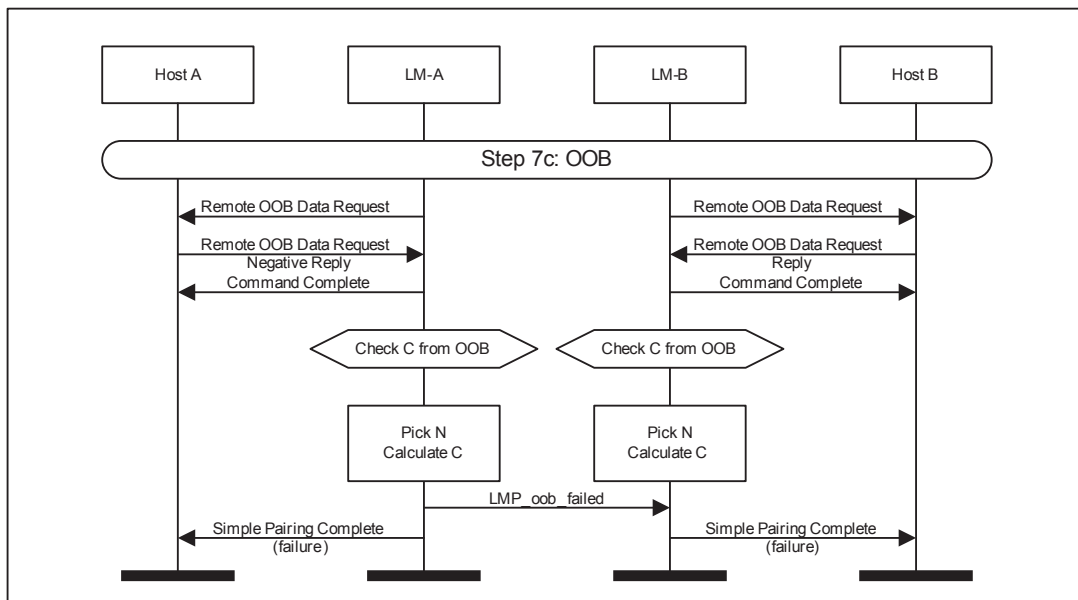 Host A
LM-A
LM-B
Host B
Step 7c: OOB
Remote OOB Data Request
Remote OOB Data Request
Remote OOB Data Request
Negative Reply
Remote OOB Data Request
Reply
Command Complete
Command Complete
Check C from OOB
Check C from OOB
Pick N
Calculate C
Pick N
Calculate C
LMP_oob_failed
Simple Pairing Complete
(failure)
Simple Pairing Complete
(failure)